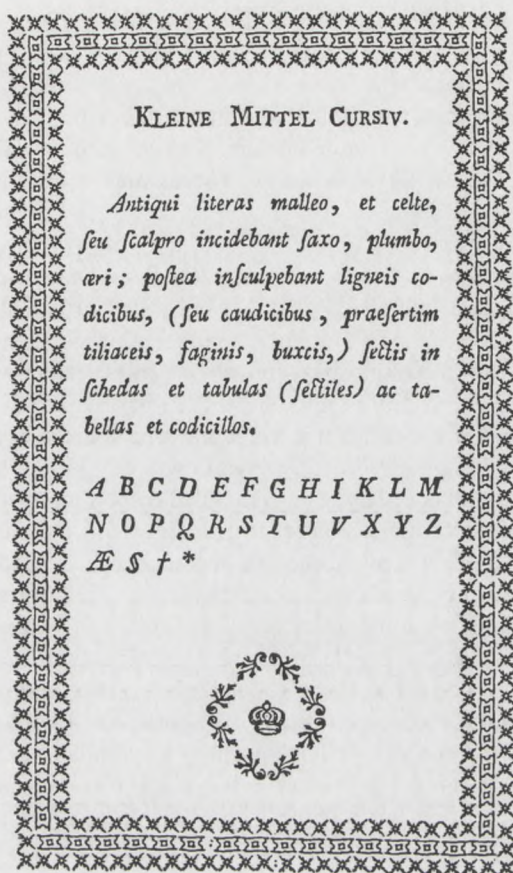 KLEINE MITTEL CURSIV.
Antiqui literas malleo, et celte,
ſeu ſcalpro incidebant ſaxo, plumbo,
æri; poſtea inſculpebant ligneis co-
dicibus, (ſeu caudicibus, praeſertim
tiliaceis, faginis, buxcis,) ſectis in
ſchedas et tabulas (ſectiles) ac ta-
bellas et codicillos.
A B C D E F G H I K L M
N O P Q R S T U V X Y Z
Æ § † *